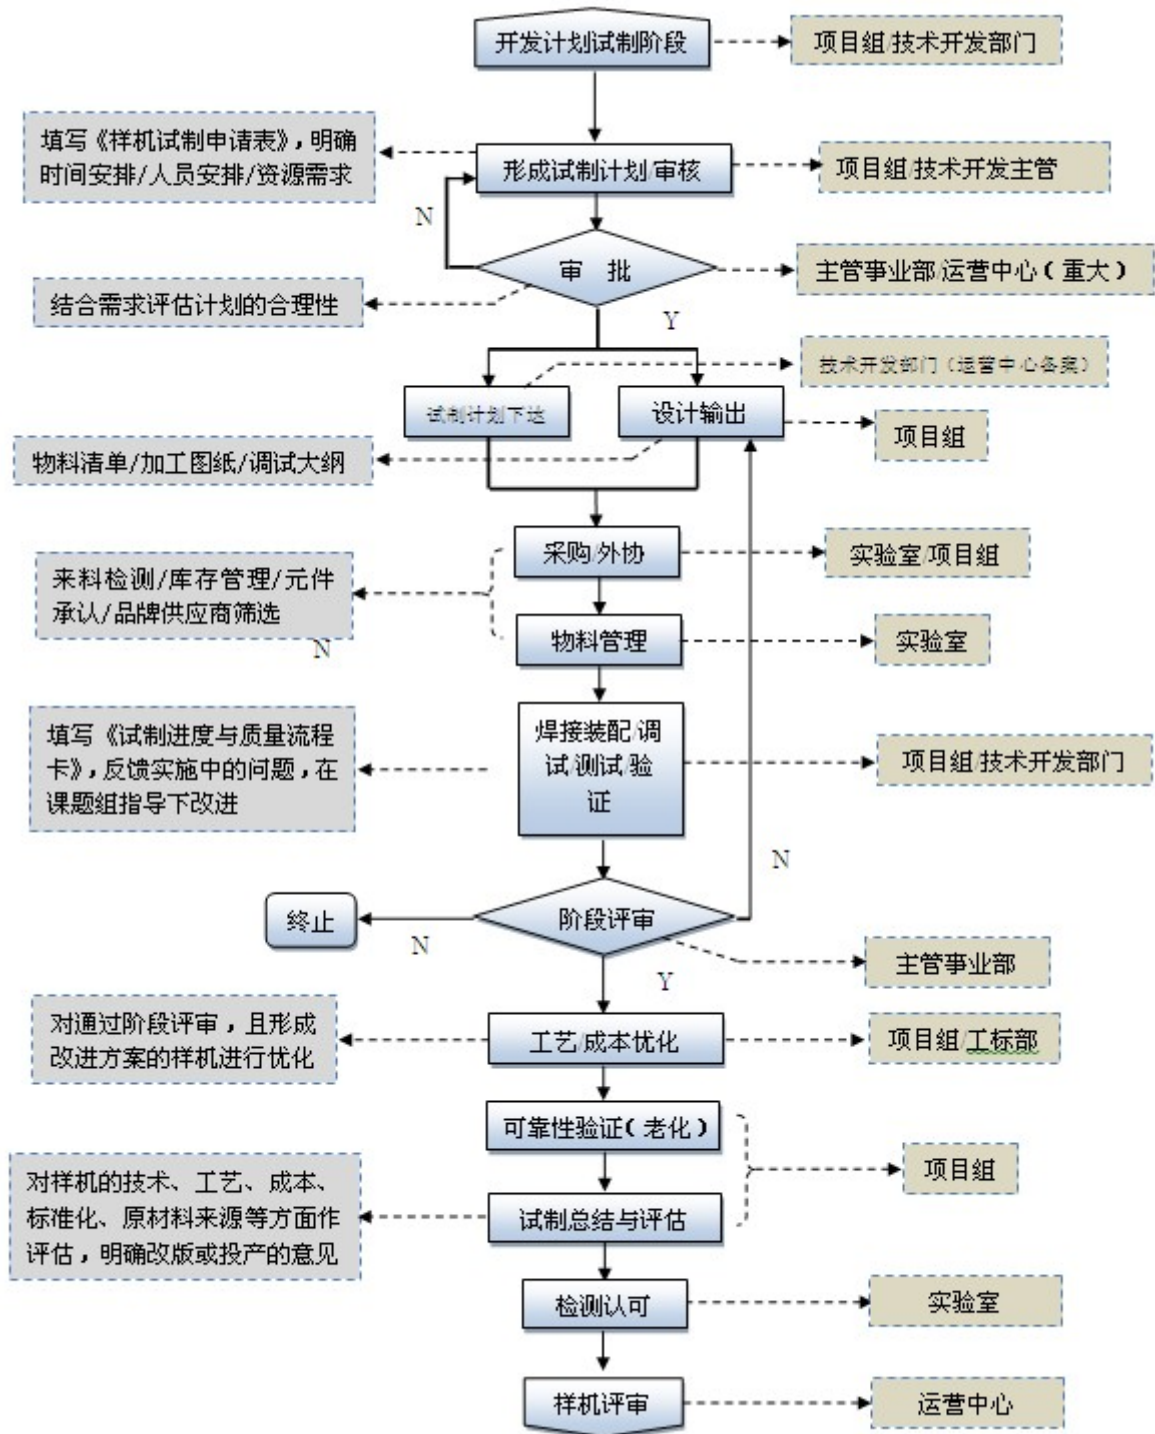 开发计划试制阶段
项目组/技术开发部门
填写《样机试制申请表》，明确
时间安排/人员安排/资源需求
形成试制计划/审核
项目组/技术开发主管
N
审 批
主管事业部/运营中心（重大）
结合需求评估计划的合理性
Y
技术开发部门（运营中心备案）
试制计划下达
设计输出
项目组
物料清单/加工图纸/调试大纲
采购/外协
实验室/项目组
来料检测/库存管理/元件
承认/品牌供应商筛选
N
物料管理
实验室
填写《试制进度与质量流程
卡》，反馈实施中的问题，在
课题组指导下改进
焊接装配/调
试/测试/验
证
项目组/技术开发部门
N
阶段评审
终止
N
主管事业部
Y
对通过阶段评审，且形成
改进方案的样机进行优化
工艺/成本优化
项目组/工标部
可靠性验证（老化）
项目组
对样机的技术、工艺、成本、
标准化、原材料来源等方面作
评估，明确改版或投产的意见
试制总结与评估
检测认可
实验室
样机评审
运营中心